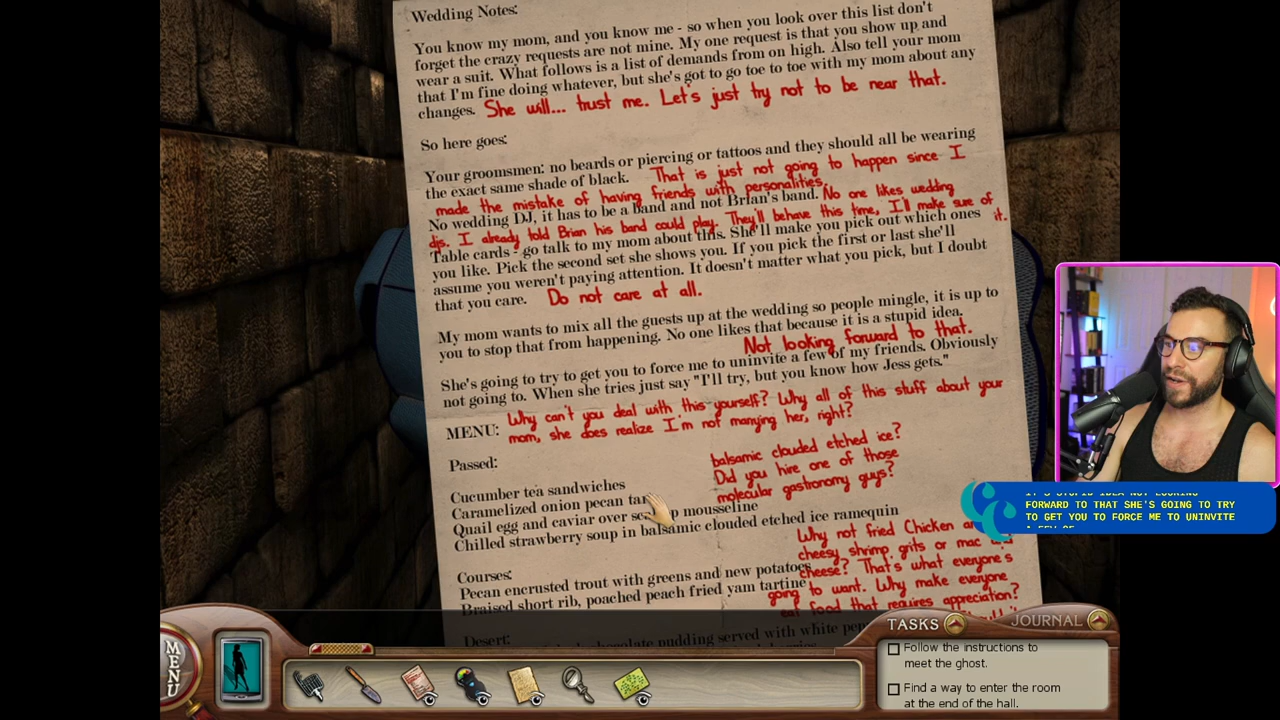 Wedding Notes:
You know my mom, and you know me - so when you look over this list don't
forget the crazy requests are not mine. My one request is that you show up and
wear a suit. What follows is a list of demands from on high. Also tell your mom
that I'm fine doing whatever, but she's got to go toe to toe with my mom about any
changes. She will... trust me. Let's just try not to be near that.
So here goes:
Your groomsmen: no beards or piercing or tattoos and they should all be wearing
the exact same shade of black. That is just not going to happen since I
made the mistake of having friends with personalities.
No wedding DJ, it has to be a band and not Brian's band. No one likes wedding
djs. I already told Brian his band could play. They'll behave this time, I'll make sure of
it.
Table cards - go talk to my mom about this. She'll make you pick out which ones
you like. Pick the second set she shows you. If you pick the first or last she'll
assume you weren't paying attention. It doesn't matter what you pick, but I doubt
that you care. Do not care at all.
My mom wants to mix all the guests up at the wedding so people mingle, it is up to
you to stop that from happening. No one likes that because it is a stupid idea.
Not looking forward to that.
She's going to try to get you to force me to uninvite a few of my friends. Obviously
not going to. When she tries just say "I'll try, but you know how Jess gets."
Why can't you deal with this yourself? Why all of this stuff about your
mom, she does realize I'm not marrying her, right?
MENU:
Passed:
balsamic clouded etched ice?
Did you hire one of those
molecular gastronomy guys?
Cucumber tea sandwiches
Caramelized onion pecan
Quail egg and caviar over mousseline
Chilled strawberry soup in balsamic clouded etched ice ramequin
Why not fried Chicken
cheesy shrimp grits or mac
cheese? That's what everyone's
going to want. Why make everyone
eat food that requires appreciation?
Courses:
Pecan encrusted trout with greens and new potatoes
Braised short rib, poached peach fried yam tartine
Desert:
chocolate pudding served with white
MENU
TASKS
JOURNAL
Follow the instructions to
meet the ghost.
Find a way to enter the room
at the end of the hall.
IT'S STUPID IDEA NOT LOOKING
FORWARD TO THAT SHE'S GOING TO TRY
TO GET YOU TO FORCE ME TO UNINVITE